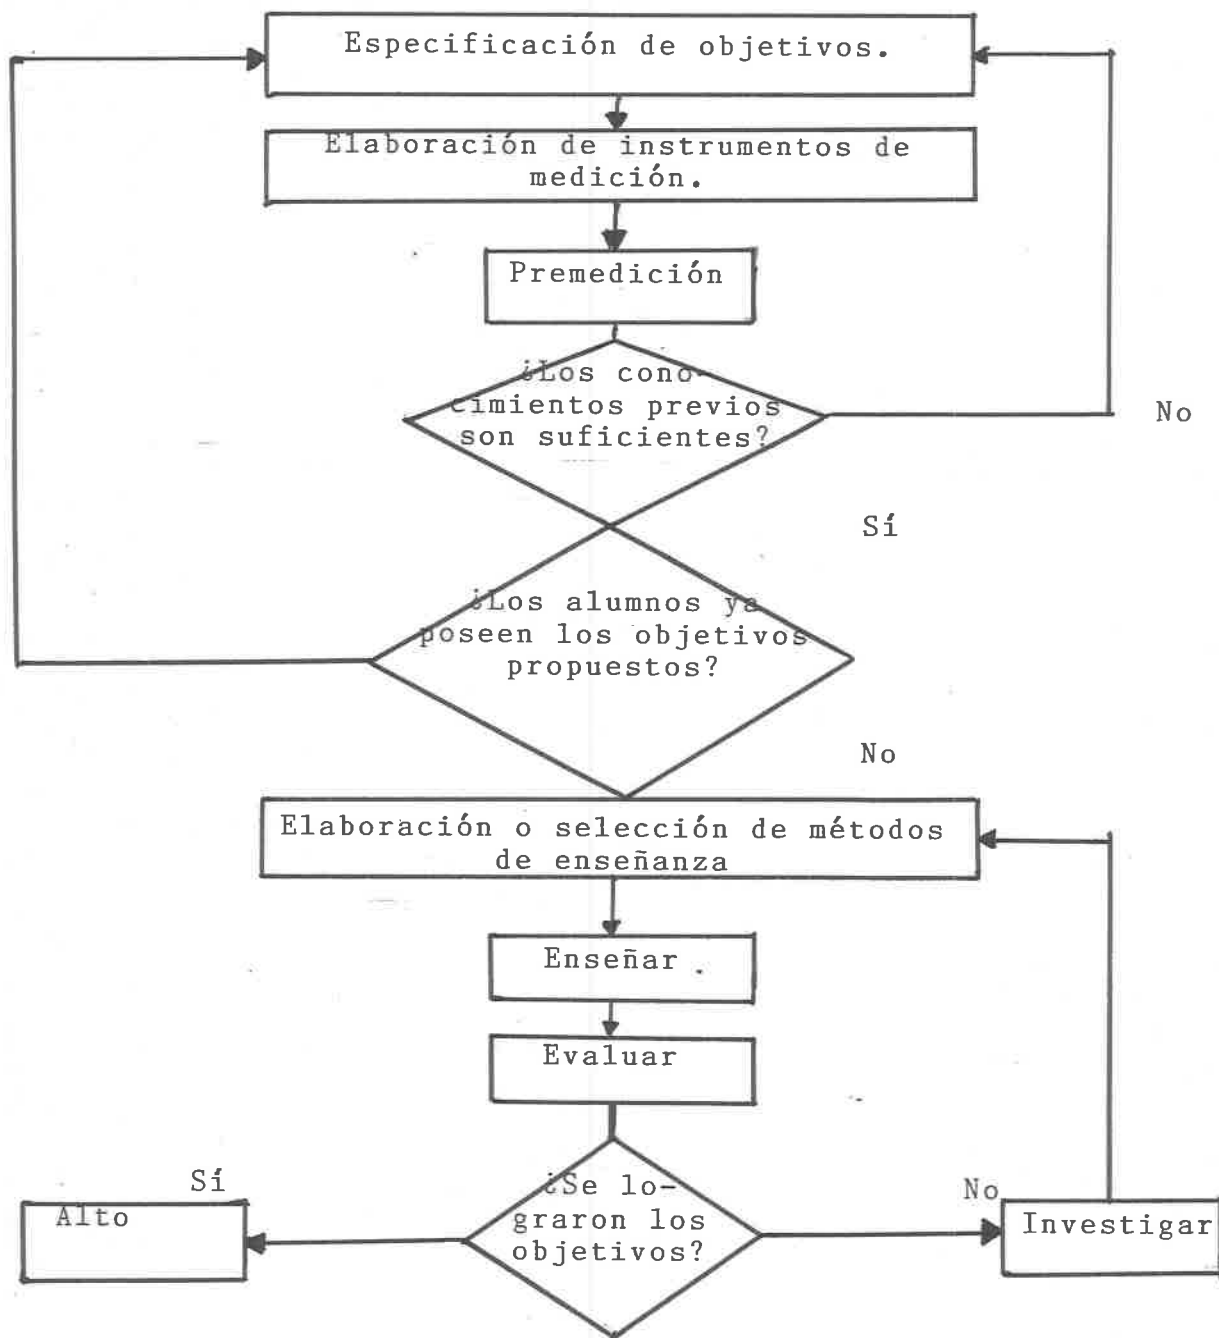 Especificación de objetivos.
Elaboración de instrumentos de
medición.
Premedición
¿Los cono-
cimientos previos
son suficientes?
No
Sí
¿Los alumnos ya
poseen los objetivos
propuestos?
No
Elaboración o selección de métodos
de enseñanza
Enseñar.
Evaluar
¿Se lo-
graron los
objetivos?
Sí
Alto
No
Investigar